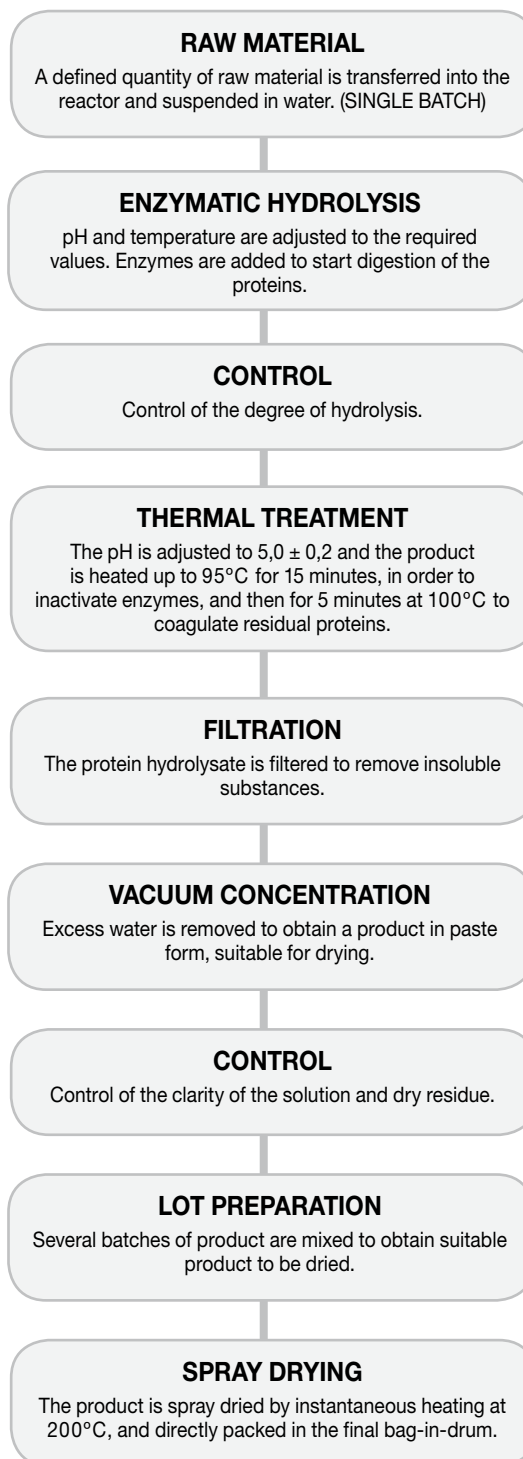 RAW MATERIAL
A defined quantity of raw material is transferred into the
reactor and suspended in water. (SINGLE BATCH)
ENZYMATIC HYDROLYSIS
pH and temperature are adjusted to the required
values. Enzymes are added to start digestion of the
proteins.
CONTROL
Control of the degree of hydrolysis.
THERMAL TREATMENT
The pH is adjusted to 5,0 ± 0,2 and the product
is heated up to 95°C for 15 minutes, in order to
inactivate enzymes, and then for 5 minutes at 100°C to
coagulate residual proteins.
FILTRATION
The protein hydrolysate is filtered to remove insoluble
substances.
VACUUM CONCENTRATION
Excess water is removed to obtain a product in paste
form, suitable for drying.
CONTROL
Control of the clarity of the solution and dry residue.
LOT PREPARATION
Several batches of product are mixed to obtain suitable
product to be dried.
SPRAY DRYING
The product is spray dried by instantaneous heating at
200°C, and directly packed in the final bag-in-drum.